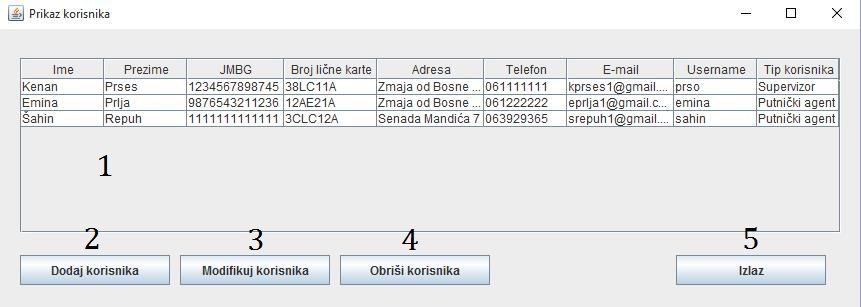 Prikaz korisnika
Ime Prezime JMBG Broj lične karte Adresa Telefon E-mail Username Tip korisnika
Kenan Prses 1234567898745 38LC11A Zmaja od Bosne ... 061111111 kprses1@gmail.... prso Supervizor
Emina Prlja 9876543211236 12AE21A Zmaja od Bosne ... 061222222 eprlja1@gmail.c... emina Putnički agent
Šahin Repuh 1111111111111 3CLC12A Senada Mandića 7 063929365 srepuh1@gmail.... sahin Putnički agent
1
2 3 4 5
Dodaj korisnika Modifikuj korisnika Obriši korisnika Izlaz